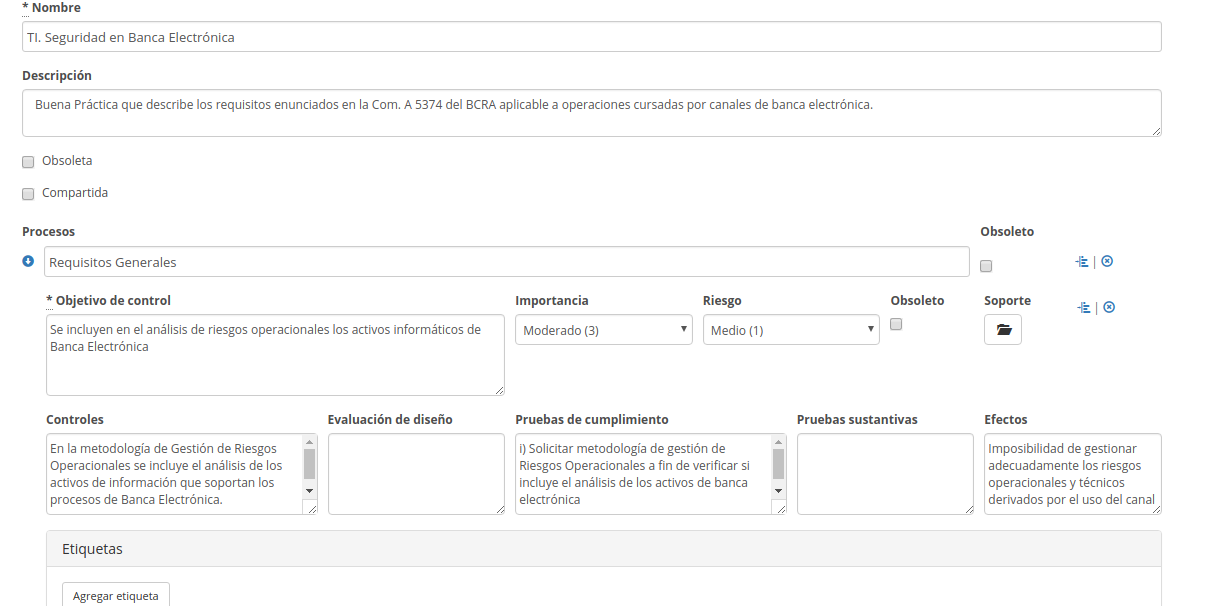 * Nombre
TI. Seguridad en Banca Electrónica
Descripción
Buena Práctica que describe los requisitos enunciados en la Com. A 5374 del BCRA aplicable a operaciones cursadas por canales de banca electrónica.
Obsoleta
Compartida
Procesos
Obsoleto
Requisitos Generales
|
* Objetivo de control
Importancia
Riesgo
Obsoleto
Soporte
Se incluyen en el análisis de riesgos operacionales los activos informáticos de
Banca Electrónica
Moderado (3)
Medio (1)
|
Controles
Evaluación de diseño
Pruebas de cumplimiento
Pruebas sustantivas
Efectos
En la metodología de Gestión de Riesgos
Operacionales se incluye el análisis de los
activos de información que soportan los
procesos de Banca Electrónica.
i) Solicitar metodología de gestión de
Riesgos Operacionales a fin de verificar si
incluye el análisis de los activos de banca
electrónica
Imposibilidad de gestionar
adecuadamente los riesgos
operacionales y técnicos
derivados por el uso del canal
Etiquetas
Agregar etiqueta